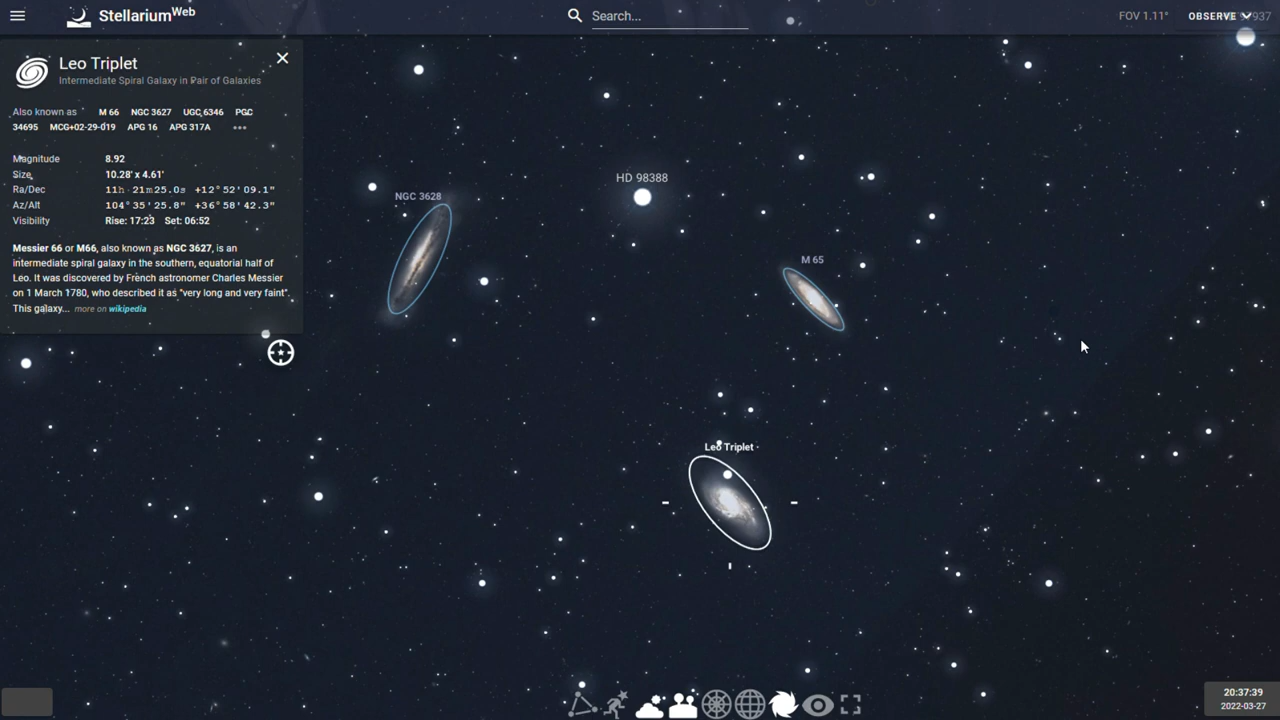 StellariumWeb
Search...
FOV 1.11°
OBSERVE
Leo Triplet
Intermediate Spiral Galaxy in Pair of Galaxies
Also known as M 66 NGC 3627 UGC 6346 PGC
34695 MCG+02-29-019 APG 16 APG 317A
Magnitude 8.92
Size 10.28' x 4.61'
Ra/Dec 11h 21m25.0s +12°52'09.1"
Az/Alt 104°35'25.8" +36°58'42.3"
Visibility Rise: 17:23 Set: 06:52
Messier 66 or M66, also known as NGC 3627, is an
intermediate spiral galaxy in the southern, equatorial half of
Leo. It was discovered by French astronomer Charles Messier
on 1 March 1780, who described it as "very long and very faint".
This galaxy... more on wikipedia
HD 98388
NGC 3628
M 65
Leo Triplet
20:37:39
2022-03-27